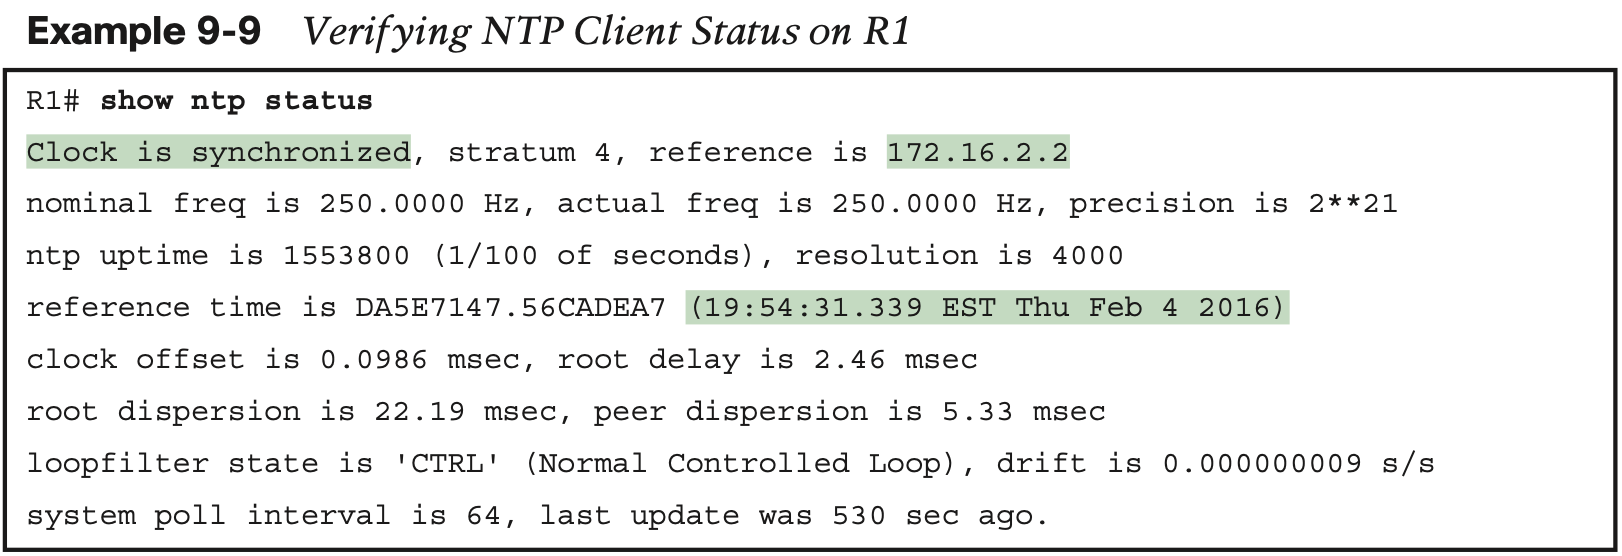 Example 9-9 Verifying NTP Client Status on R1
R1# show ntp status
Clock is synchronized, stratum 4, reference is 172.16.2.2
nominal freq is 250.0000 Hz, actual freq is 250.0000 Hz, precision is 2**21
ntp uptime is 1553800 (1/100 of seconds), resolution is 4000
reference time is DA5E7147.56CADEA7 (19:54:31.339 EST Thu Feb 4 2016)
clock offset is 0.0986 msec, root delay is 2.46 msec
root dispersion is 22.19 msec, peer dispersion is 5.33 msec
loopfilter state is 'CTRL' (Normal Controlled Loop), drift is 0.000000009 s/s
system poll interval is 64, last update was 530 sec ago.